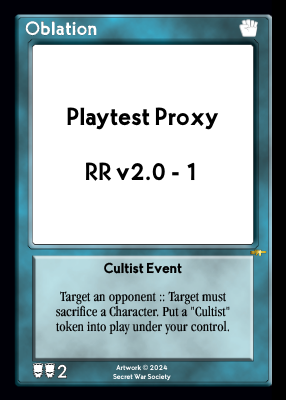 Oblation
Playtest Proxy
RR v2.0 - 1
Cultist Event
Target an opponent :: Target must
sacrifice a Character. Put a "Cultist"
token into play under your control.
2
Artwork © 2024
Secret War Society